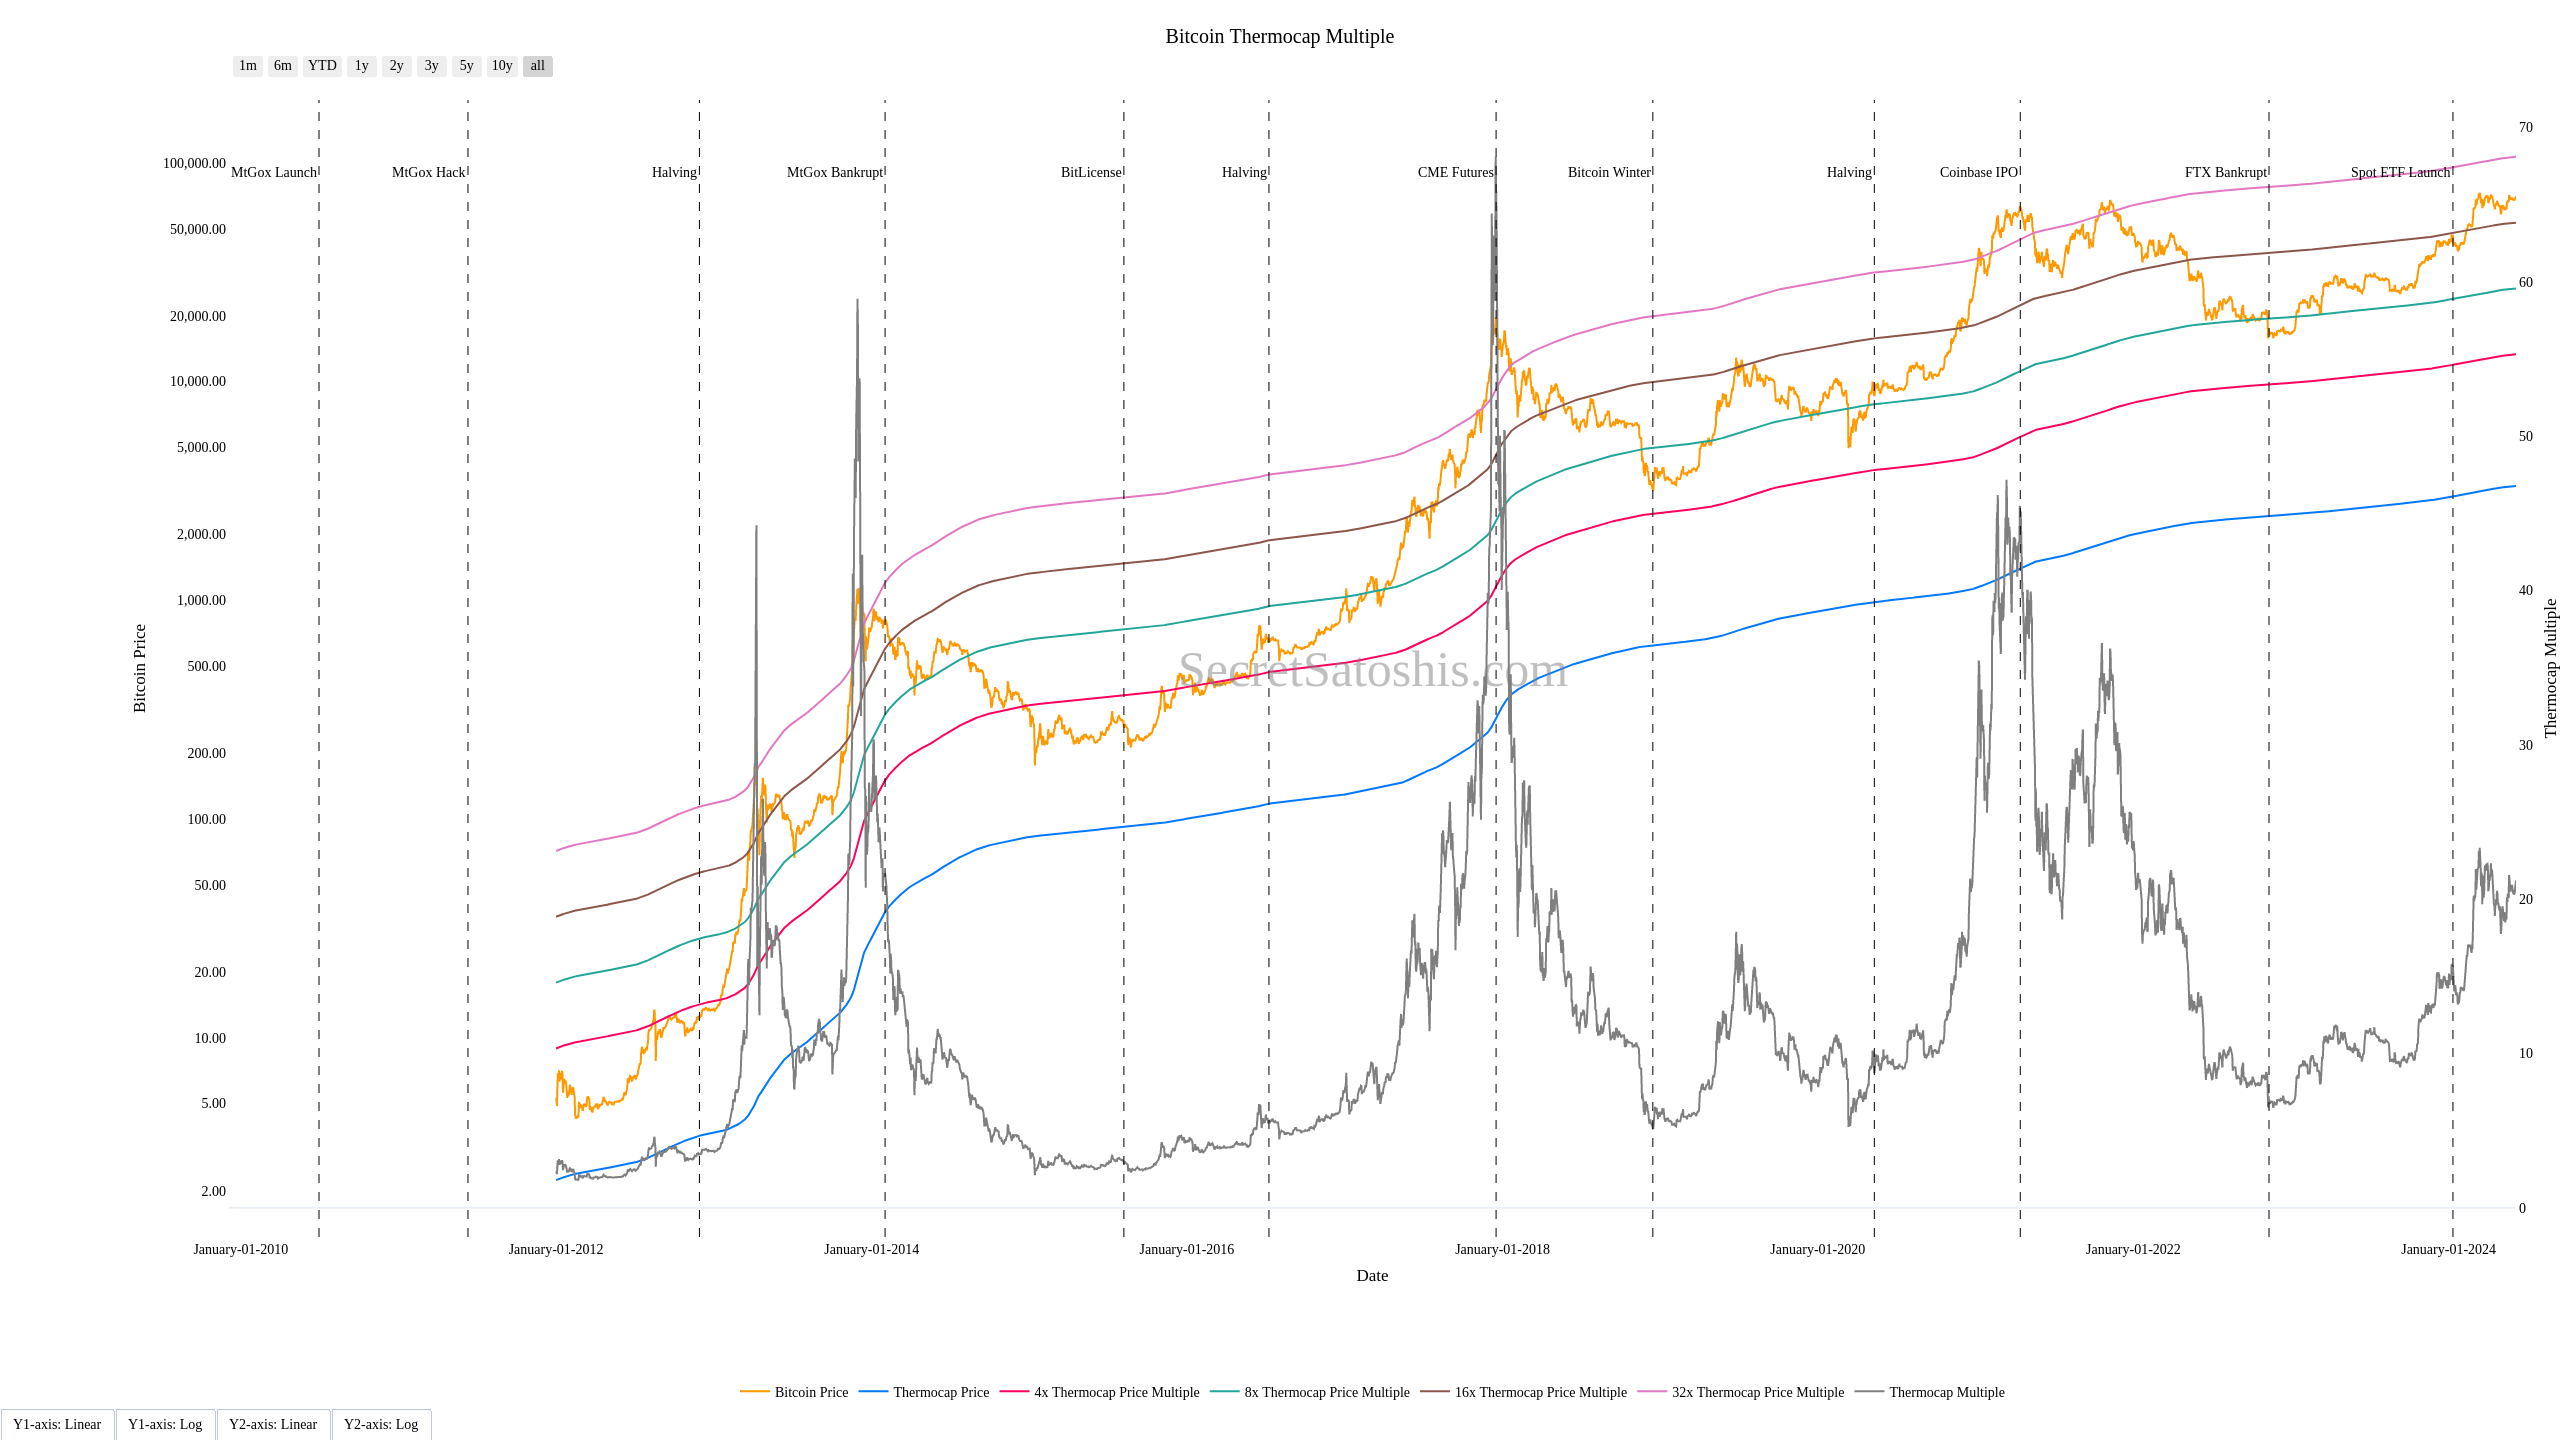 Bitcoin Thermocap Multiple
1m 6m YTD 1y 2y 3y 5y 10y all
70
100,000.00
MtGox Launch MtGox Hack Halving MtGox Bankrupt BitLicense Halving CME Futures Bitcoin Winter Halving Coinbase IPO FTX Bankrupt Spot ETF Launch
50,000.00
60
20,000.00
10,000.00
50
5,000.00
2,000.00
40
1,000.00
500.00
SecretSatoshis.com
Bitcoin Price
Thermocap Multiple
30
200.00
100.00
50.00
20
20.00
10.00
10
5.00
2.00
0
January-01-2010 January-01-2012 January-01-2014 January-01-2016 January-01-2018 January-01-2020 January-01-2022 January-01-2024
Date
Bitcoin Price Thermocap Price 4x Thermocap Price Multiple 8x Thermocap Price Multiple 16x Thermocap Price Multiple 32x Thermocap Price Multiple Thermocap Multiple
Y1-axis: Linear Y1-axis: Log Y2-axis: Linear Y2-axis: Log